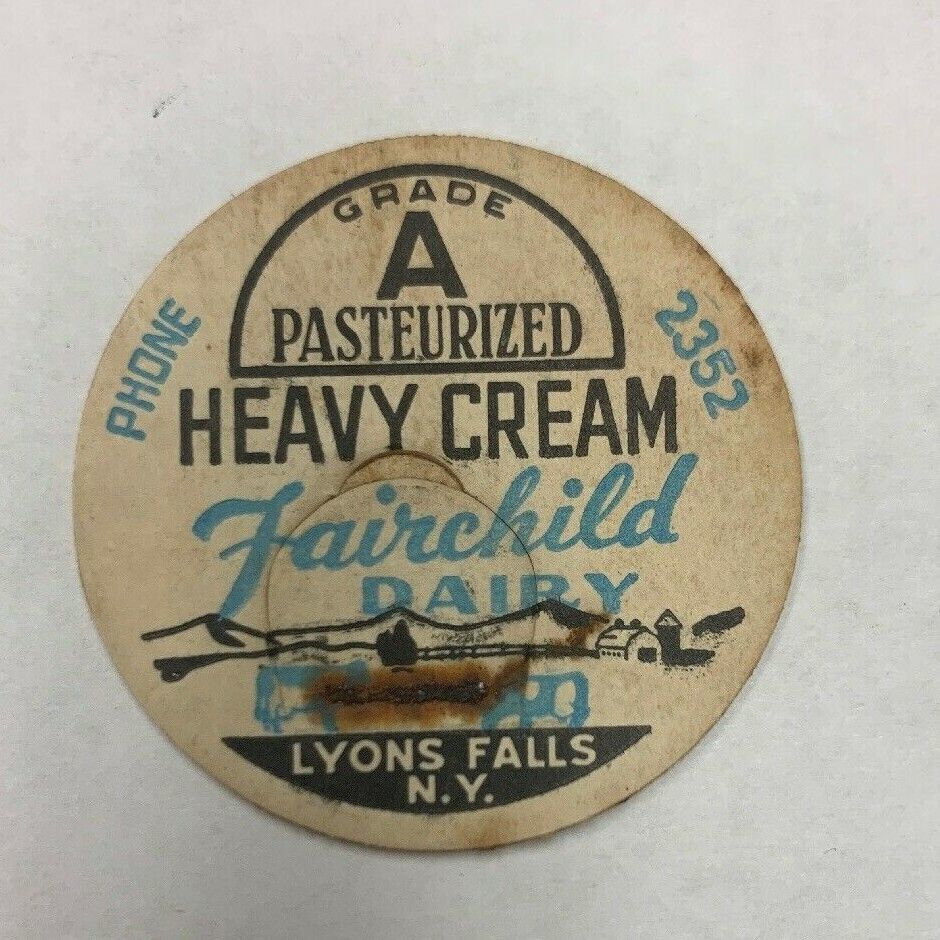 GRADE
A
PASTEURIZED
PHONE 2352
HEAVY CREAM
Fairchild
DAIRY
LYONS FALLS
N.Y.